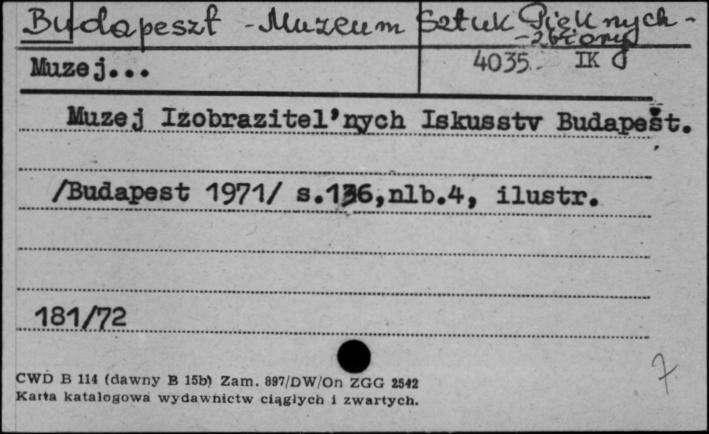 Budapeszt - Muzeum Sztuk Pięknych -
- zbiory
Muzej... 4035 IK
Muzej Izobrazitel'nych Iskusstv Budapešt.
/Budapest 1971/ s.136,nlb.4, ilustr.
181/72
7
CWD B 114 (dawny B 15b) Zam. 897/DW/On ZGG 2542
Karta katalogowa wydawnictw ciągłych i zwartych.